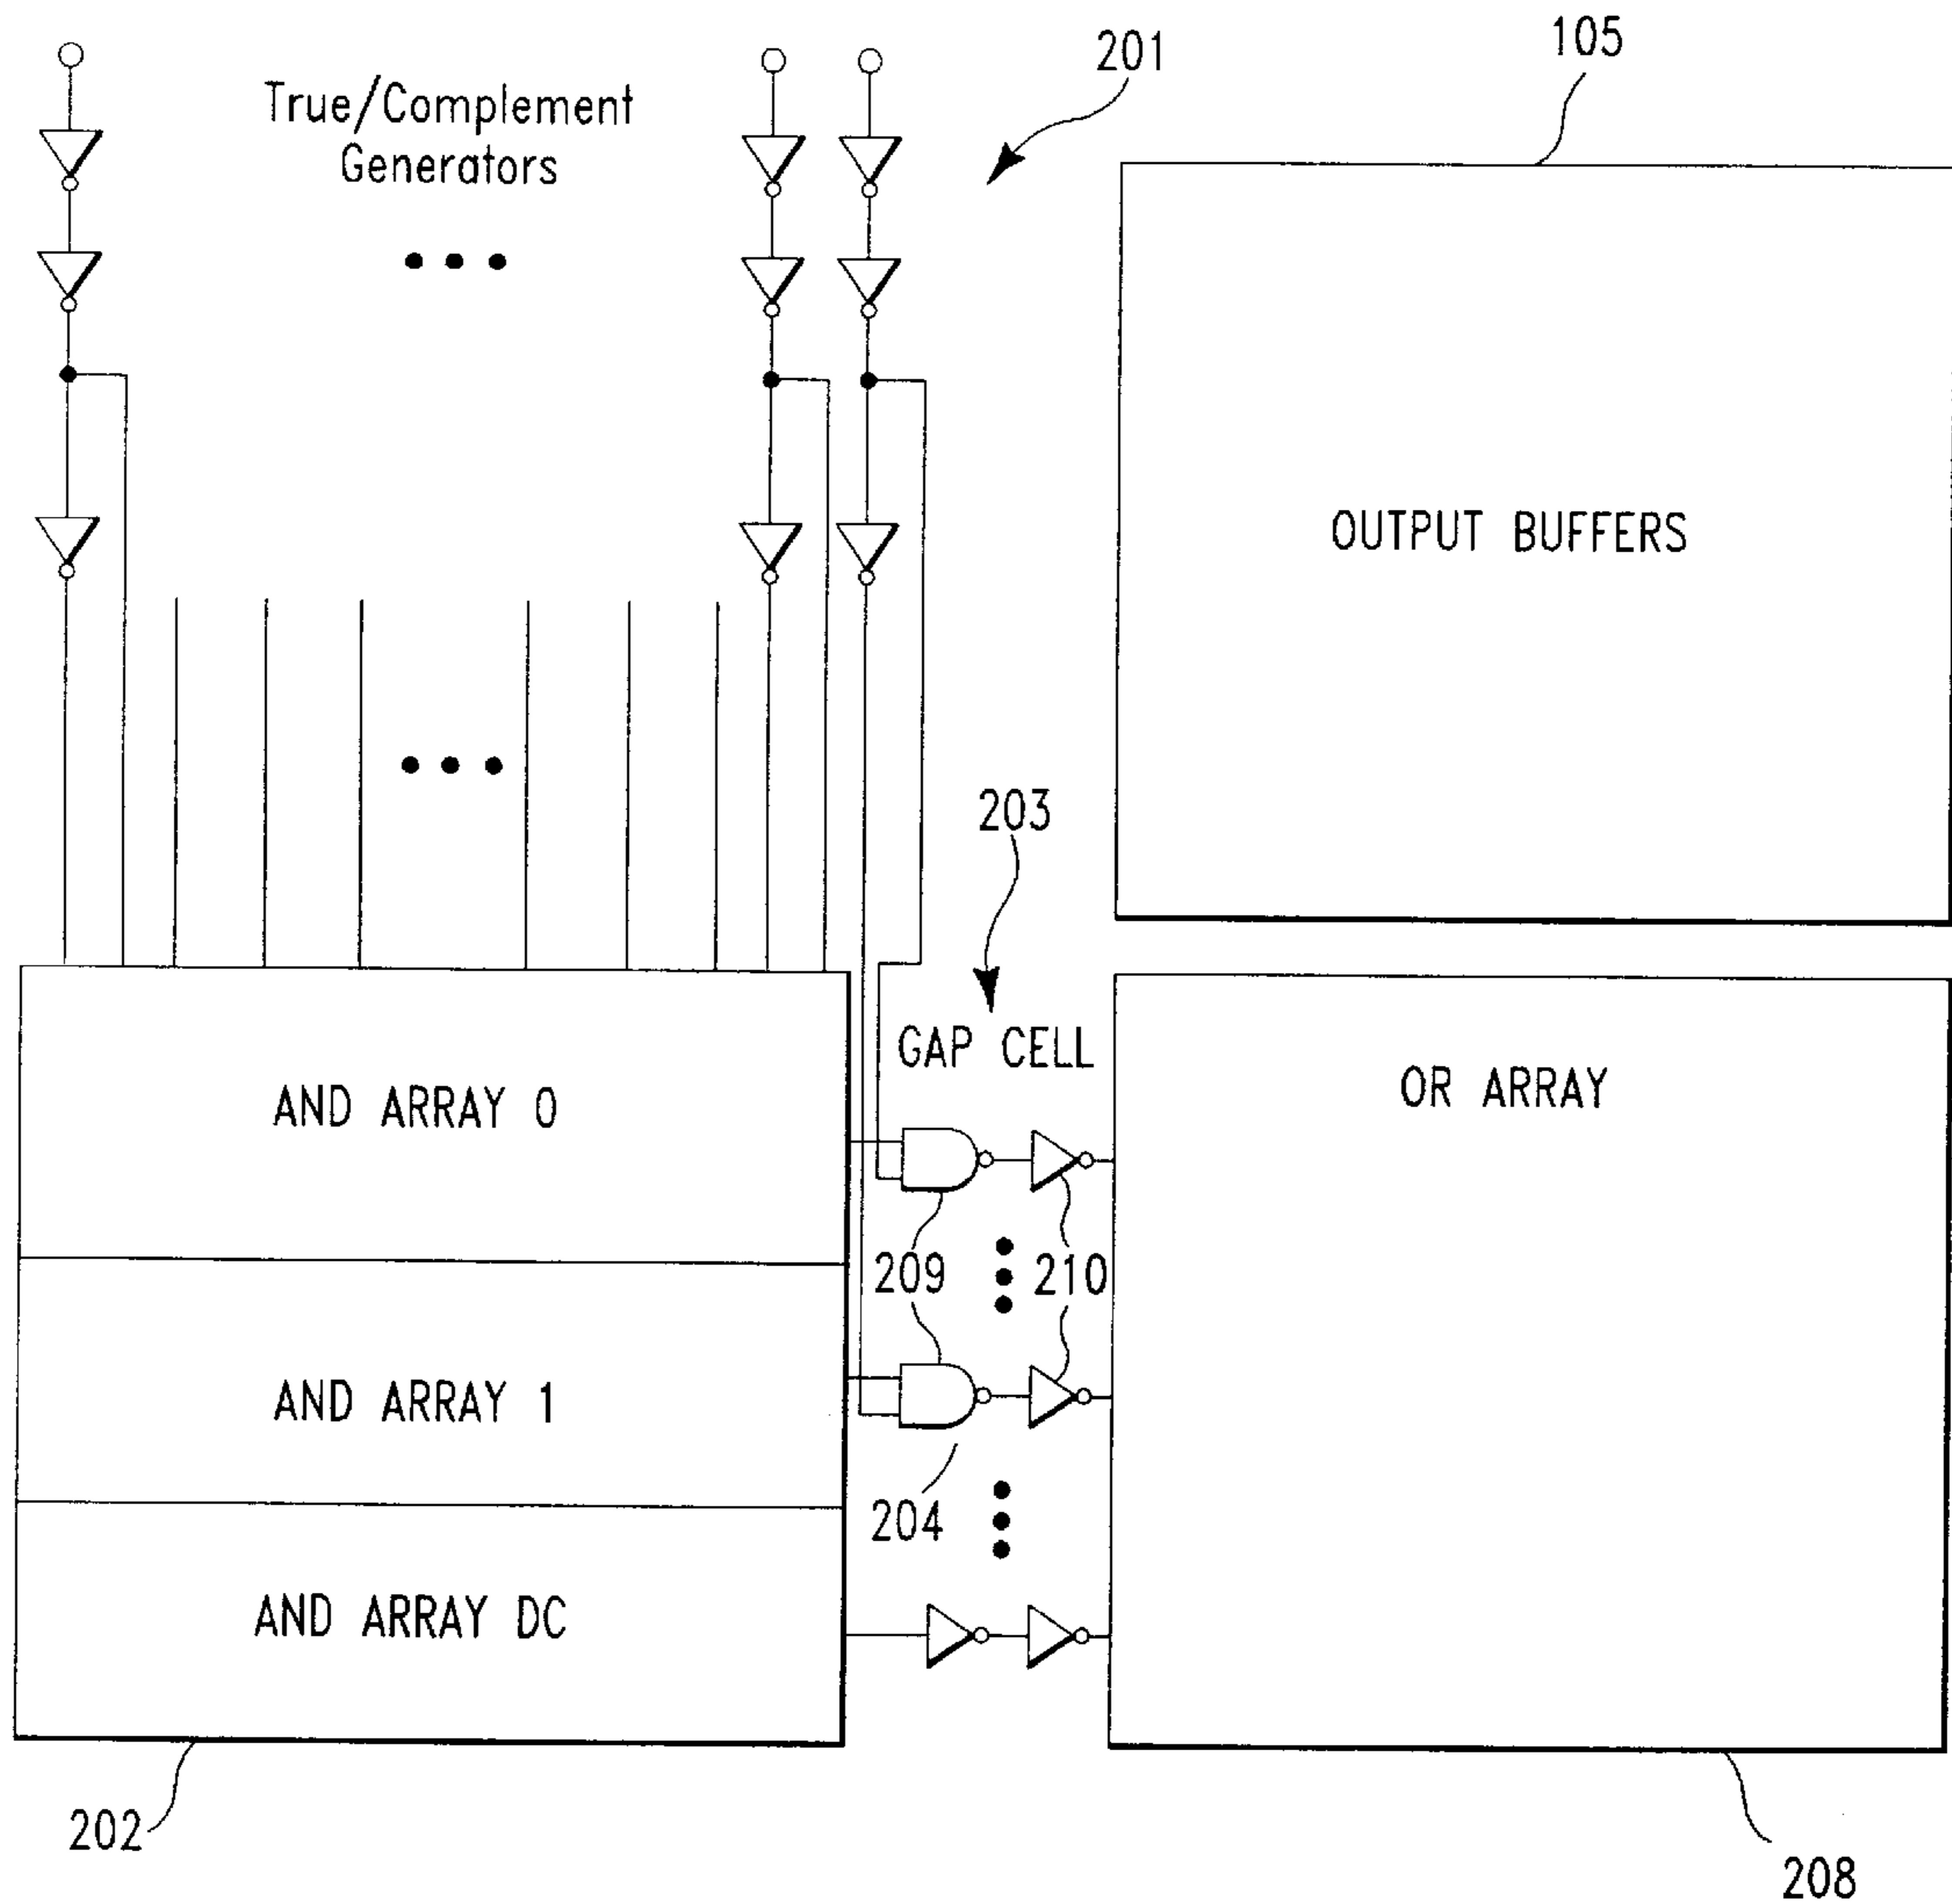 201
105
True/Complement
Generators
OUTPUT BUFFERS
203
GAP CELL
OR ARRAY
AND ARRAY 0
209
210
AND ARRAY 1
204
AND ARRAY DC
202
208